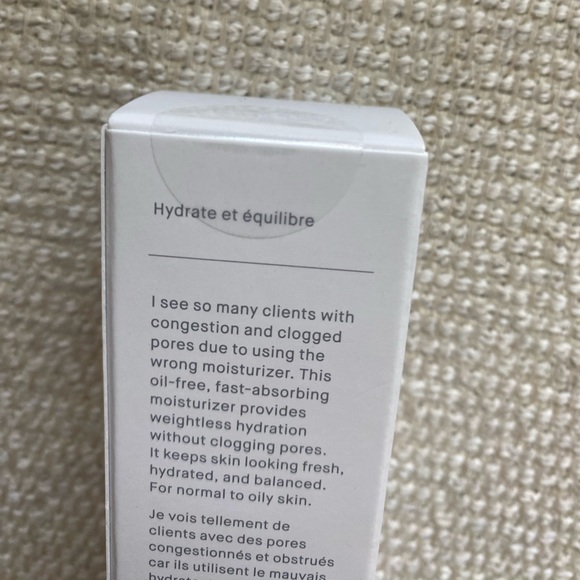 Hydrate et équilibre
I see so many clients with
congestion and clogged
pores due to using the
wrong moisturizer. This
oil-free, fast-absorbing
moisturizer provides
weightless hydration
without clogging pores.
It keeps skin looking fresh,
hydrated, and balanced.
For normal to oily skin.
Je vois tellement de
clients avec des pores
congestionnés et obstrués
car ils utilisent le mauvais